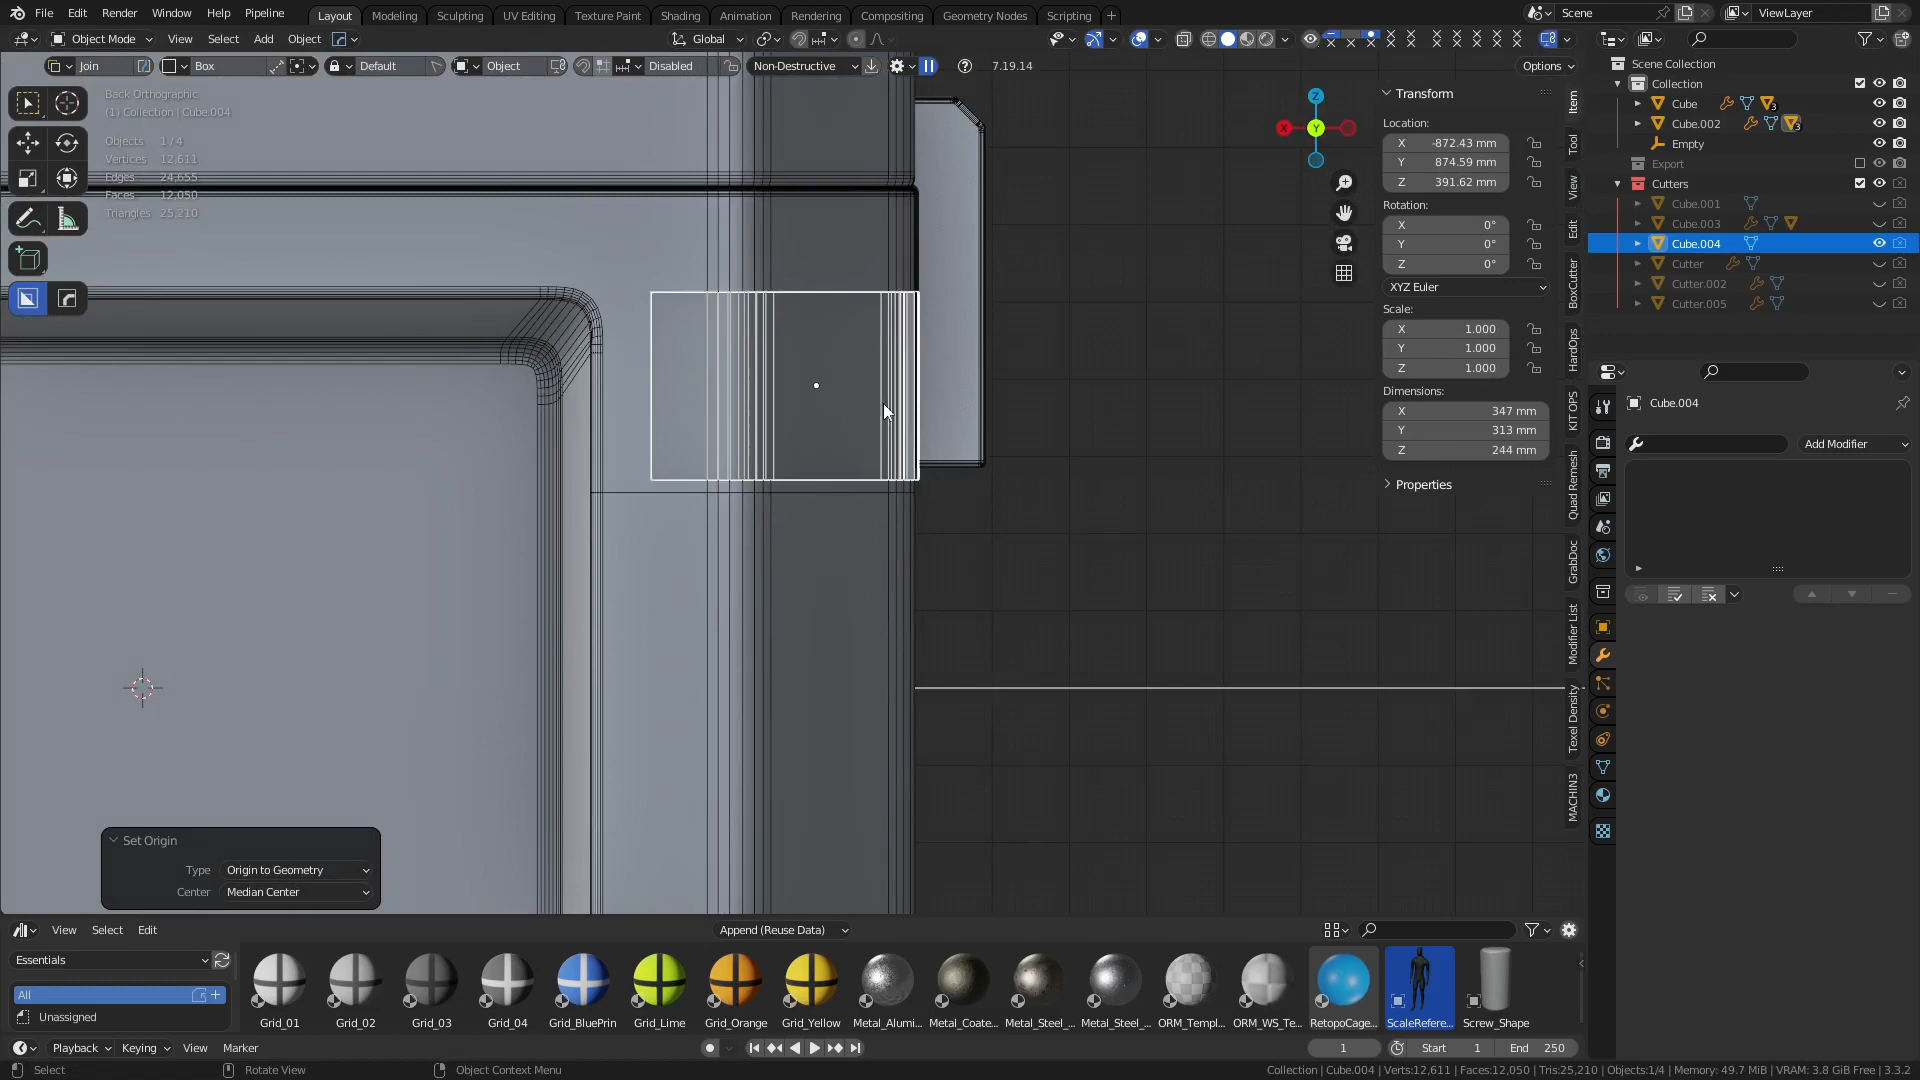 File Edit Render Window Help Pipeline Layout Modeling Sculpting UV Editing Texture Paint Shading Animation Rendering Compositing Geometry Nodes Scripting + Scene ViewLayer
Object Mode View Select Add Object Global
Join Box Default Object Disabled Non-Destructive 7.19.14 Options
Back Orthographic
(1) Collection | Cube.004
Objects 1/4
Vertices 12,611
Edges 24,655
Faces 12,050
Triangles 25,210
Z
X
Y
Transform
Location:
X -872.43 mm
Y 874.59 mm
Z 391.62 mm
Rotation:
X 0°
Y 0°
Z 0°
XYZ Euler
Scale:
X 1.000
Y 1.000
Z 1.000
Dimensions:
X 347 mm
Y 313 mm
Z 244 mm
Properties
Item
Tool
View
Edit
BoxCutter
HardOps
KIT OPS
Quad Remesh
GrabDoc
Modifier List
Texel Density
MACHIN3
Scene Collection
Collection
Cube 3
Cube.002 3
Empty
Export
Cutters
Cube.001
Cube.003
Cube.004
Cutter
Cutter.002
Cutter.005
Cube.004
Add Modifier
Set Origin
Type Origin to Geometry
Center Median Center
View Select Edit Append (Reuse Data)
Essentials
All
Unassigned
Grid_01 Grid_02 Grid_03 Grid_04 Grid_BluePrin Grid_Lime Grid_Orange Grid_Yellow Metal_Alumi... Metal_Coate... Metal_Steel_... Metal_Steel_... ORM_Templ... ORM_WS_Te... RetopoCage... ScaleRefere... Screw_Shape
Playback Keying View Marker 1 Start 1 End 250
Select Rotate View Object Context Menu Collection | Cube.004 | Verts:12,611 | Faces:12,050 | Tris:25,210 | Objects:1/4 | Memory: 49.7 MiB | VRAM: 3.8 GiB Free | 3.3.2